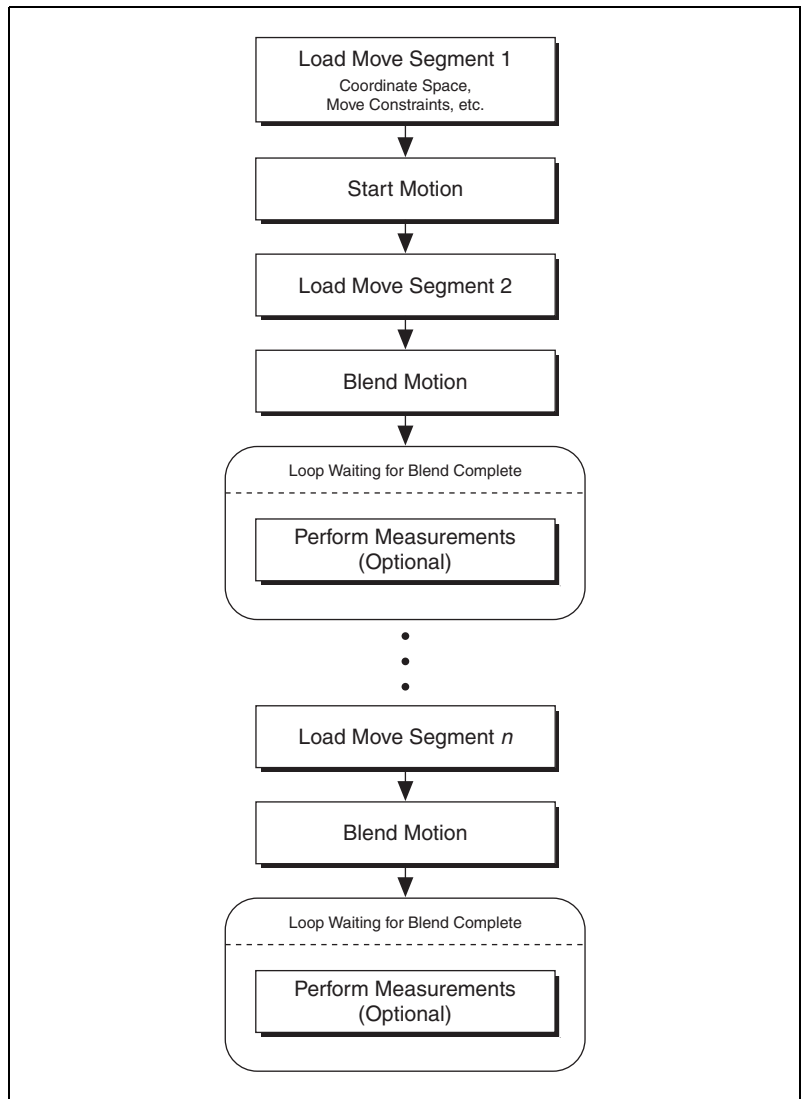 Load Move Segment 1
Coordinate Space,
Move Constraints, etc.
Start Motion
Load Move Segment 2
Blend Motion
Loop Waiting for Blend Complete
Perform Measurements
(Optional)
Load Move Segment n
Blend Motion
Loop Waiting for Blend Complete
Perform Measurements
(Optional)